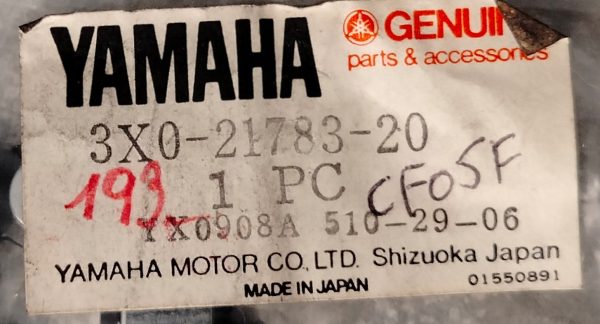 YAMAHA
GENUI
parts & accessories
3X0-21783-20
199 1 PC CF05F
YX0908A 510-29-06
YAMAHA MOTOR CO., LTD. Shizuoka Japan
MADE IN JAPAN 01550891